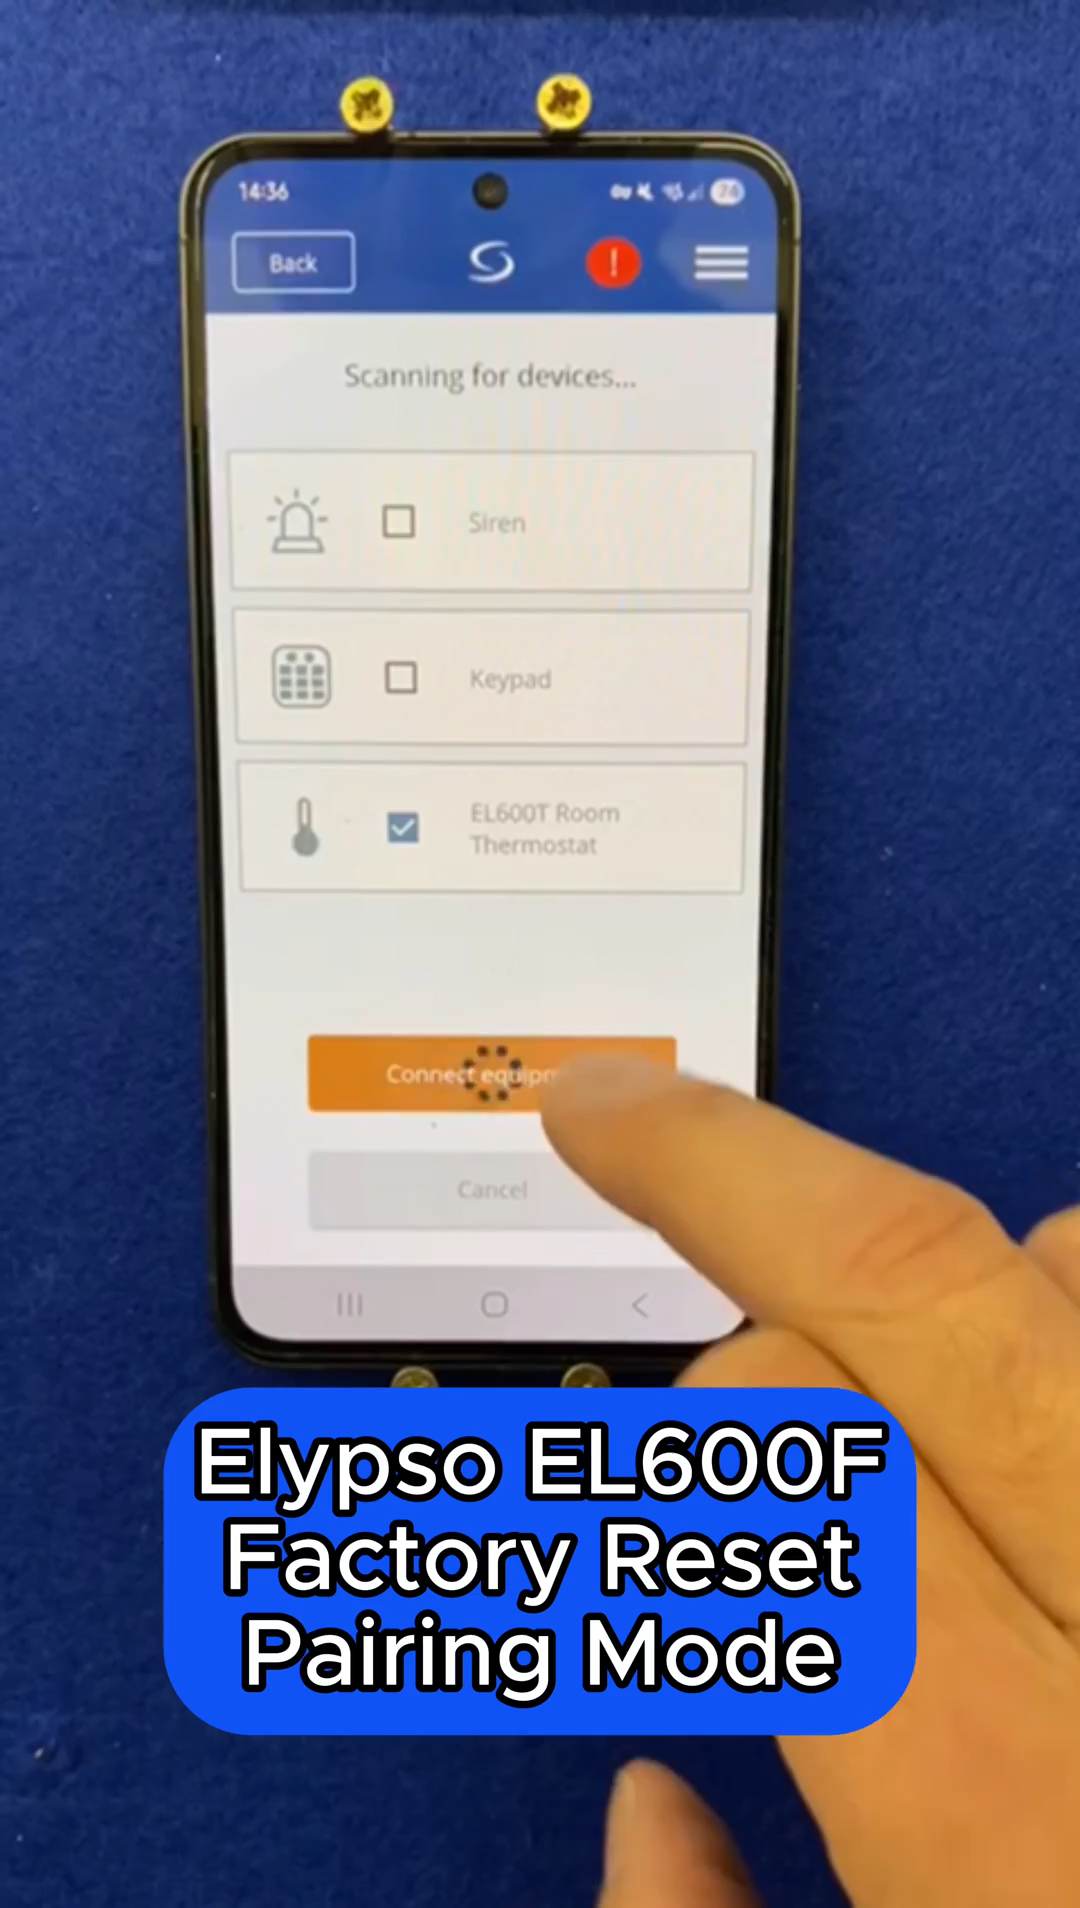 14:36
Back
Scanning for devices...
Siren
Keypad
EL600T Room
Thermostat
Connect
Cancel
Elypso EL600F
Factory Reset
Pairing Mode